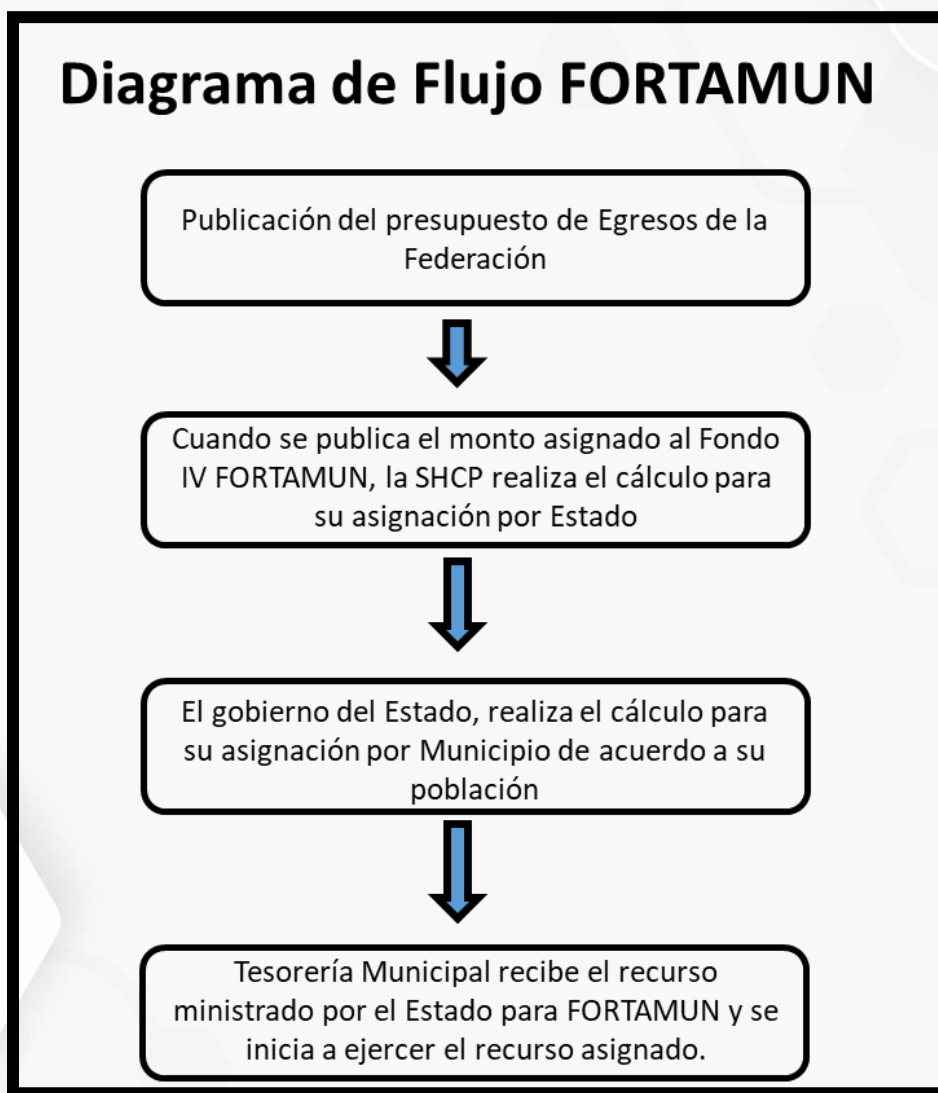 Diagrama de Flujo FORTAMUN
Publicación del presupuesto de Egresos de la
Federación
Cuando se publica el monto asignado al Fondo
IV FORTAMUN, la SHCP realiza el cálculo para
su asignación por Estado
El gobierno del Estado, realiza el cálculo para
su asignación por Municipio de acuerdo a su
población
Tesorería Municipal recibe el recurso
ministrado por el Estado para FORTAMUN y se
inicia a ejercer el recurso asignado.